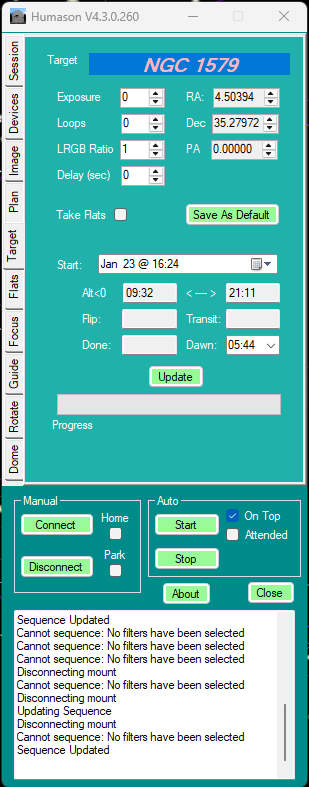 Humason V4.3.0.260
Session
Devices
Image
Plan
Target
Flats
Focus
Guide
Rotate
Dome
Target NGC 1579
Exposure 0 RA: 4.50394
Loops 0 Dec 35.27972
LRGB Ratio 1 PA 0.00000
Delay (sec) 0
Take Flats Save As Default
Start: Jan 23 @ 16:24
Alt<0 09:32 < --- > 21:11
Flip: Transit:
Done: Dawn: 05:44
Update
Progress
Manual
Connect Home
Disconnect Park
Auto
Start On Top
Attended
Stop
About Close
Sequence Updated
Cannot sequence: No filters have been selected
Cannot sequence: No filters have been selected
Cannot sequence: No filters have been selected
Disconnecting mount
Cannot sequence: No filters have been selected
Disconnecting mount
Updating Sequence
Disconnecting mount
Cannot sequence: No filters have been selected
Sequence Updated